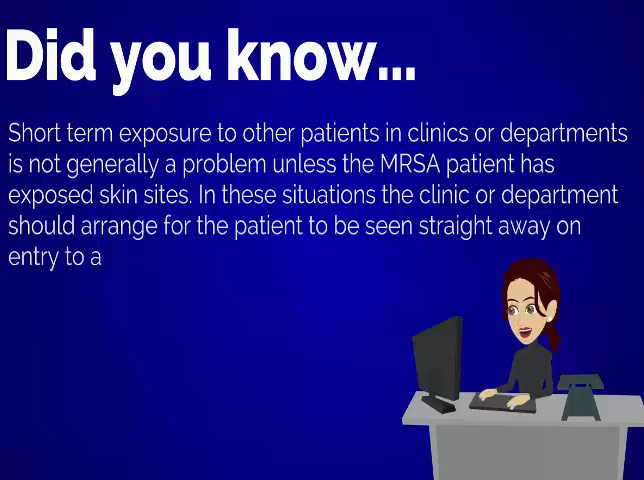 Did you know...
Short term exposure to other patients in clinics or departments
is not generally a problem unless the MRSA patient has
exposed skin sites. In these situations the clinic or department
should arrange for the patient to be seen straight away on
entry to a